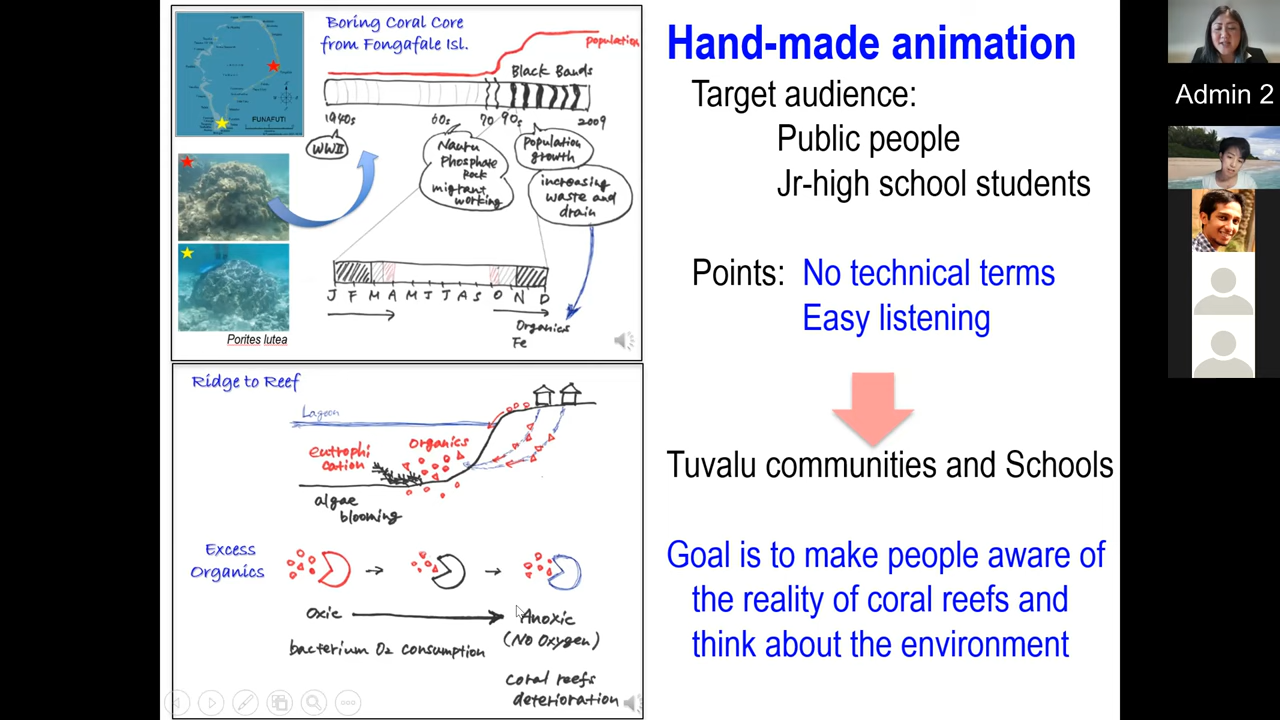 Boring Coral Core
from Fongafale Isl.
population
Black Bands
1940s
60s
70
90s
2009
WWII
Nauru
Phosphate
Rock
migrant
working
Population
growth
increasing
waste and
drain
FUNAFUTI
J F M A M J J A S O N D
Organics
Fe
Porites lutea
Ridge to Reef
Lagoon
eutrophi
cation
organics
algae
blooming
Excess
Organics
Oxic
Anoxic
(No Oxygen)
bacterium O2 consumption
coral reefs
deterioration
Hand-made animation
Target audience:
Public people
Jr-high school students
Points: No technical terms
Easy listening
Tuvalu communities and Schools
Goal is to make people aware of
the reality of coral reefs and
think about the environment
Admin 2